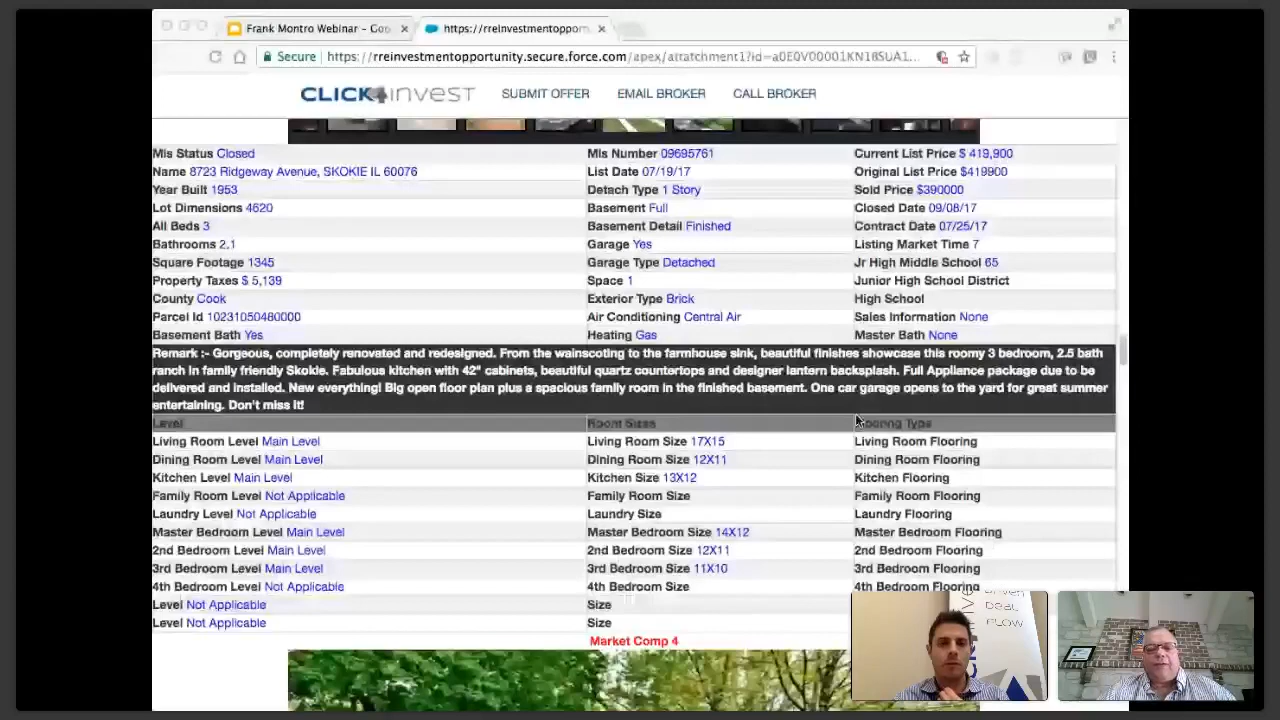 Frank Montro Webinar - Goo
https://rreinvestmentopportun
Secure https://rreinvestmentopportunity.secure.force.com/apex/attatchment1?id=a0E0V00001KN16SUA1...
CLICK4invest SUBMIT OFFER EMAIL BROKER CALL BROKER
Mls Status Closed Mls Number 09695761 Current List Price $ 419,900
Name 8723 Ridgeway Avenue, SKOKIE IL 60076 List Date 07/19/17 Original List Price $419900
Year Built 1953 Detach Type 1 Story Sold Price $390000
Lot Dimensions 4620 Basement Full Closed Date 09/08/17
All Beds 3 Basement Detail Finished Contract Date 07/25/17
Bathrooms 2.1 Garage Yes Listing Market Time 7
Square Footage 1345 Garage Type Detached Jr High Middle School 65
Property Taxes $ 5,139 Space 1 Junior High School District
County Cook Exterior Type Brick High School
Parcel Id 10231050480000 Air Conditioning Central Air Sales Information None
Basement Bath Yes Heating Gas Master Bath None
Remark :- Gorgeous, completely renovated and redesigned. From the wainscoting to the farmhouse sink, beautiful finishes showcase this roomy 3 bedroom, 2.5 bath
ranch in family friendly Skokie. Fabulous kitchen with 42" cabinets, beautiful quartz countertops and designer lantern backsplash. Full Appliance package due to be
delivered and installed. New everything! Big open floor plan plus a spacious family room in the finished basement. One car garage opens to the yard for great summer
entertaining. Don't miss it!
Level Room Sizes Flooring Type
Living Room Level Main Level Living Room Size 17X15 Living Room Flooring
Dining Room Level Main Level Dining Room Size 12X11 Dining Room Flooring
Kitchen Level Main Level Kitchen Size 13X12 Kitchen Flooring
Family Room Level Not Applicable Family Room Size Family Room Flooring
Laundry Level Not Applicable Laundry Size Laundry Flooring
Master Bedroom Level Main Level Master Bedroom Size 14X12 Master Bedroom Flooring
2nd Bedroom Level Main Level 2nd Bedroom Size 12X11 2nd Bedroom Flooring
3rd Bedroom Level Main Level 3rd Bedroom Size 11X10 3rd Bedroom Flooring
4th Bedroom Level Not Applicable 4th Bedroom Size 4th Bedroom Flooring
Level Not Applicable Size
Level Not Applicable Size
Market Comp 4
DEAL
FLOW